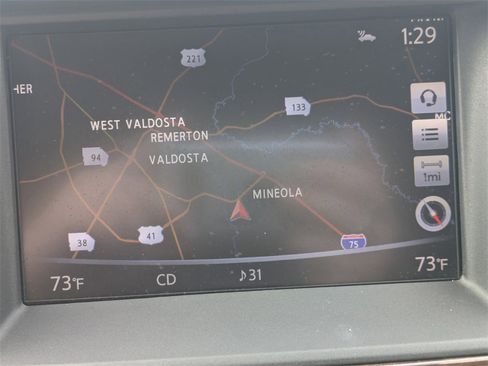 1:29
221
HER
133
WEST VALDOSTA
REMERTON
MC
94
VALDOSTA
1mi
MINEOLA
41
38
75
73°F
CD
♪31
73°F